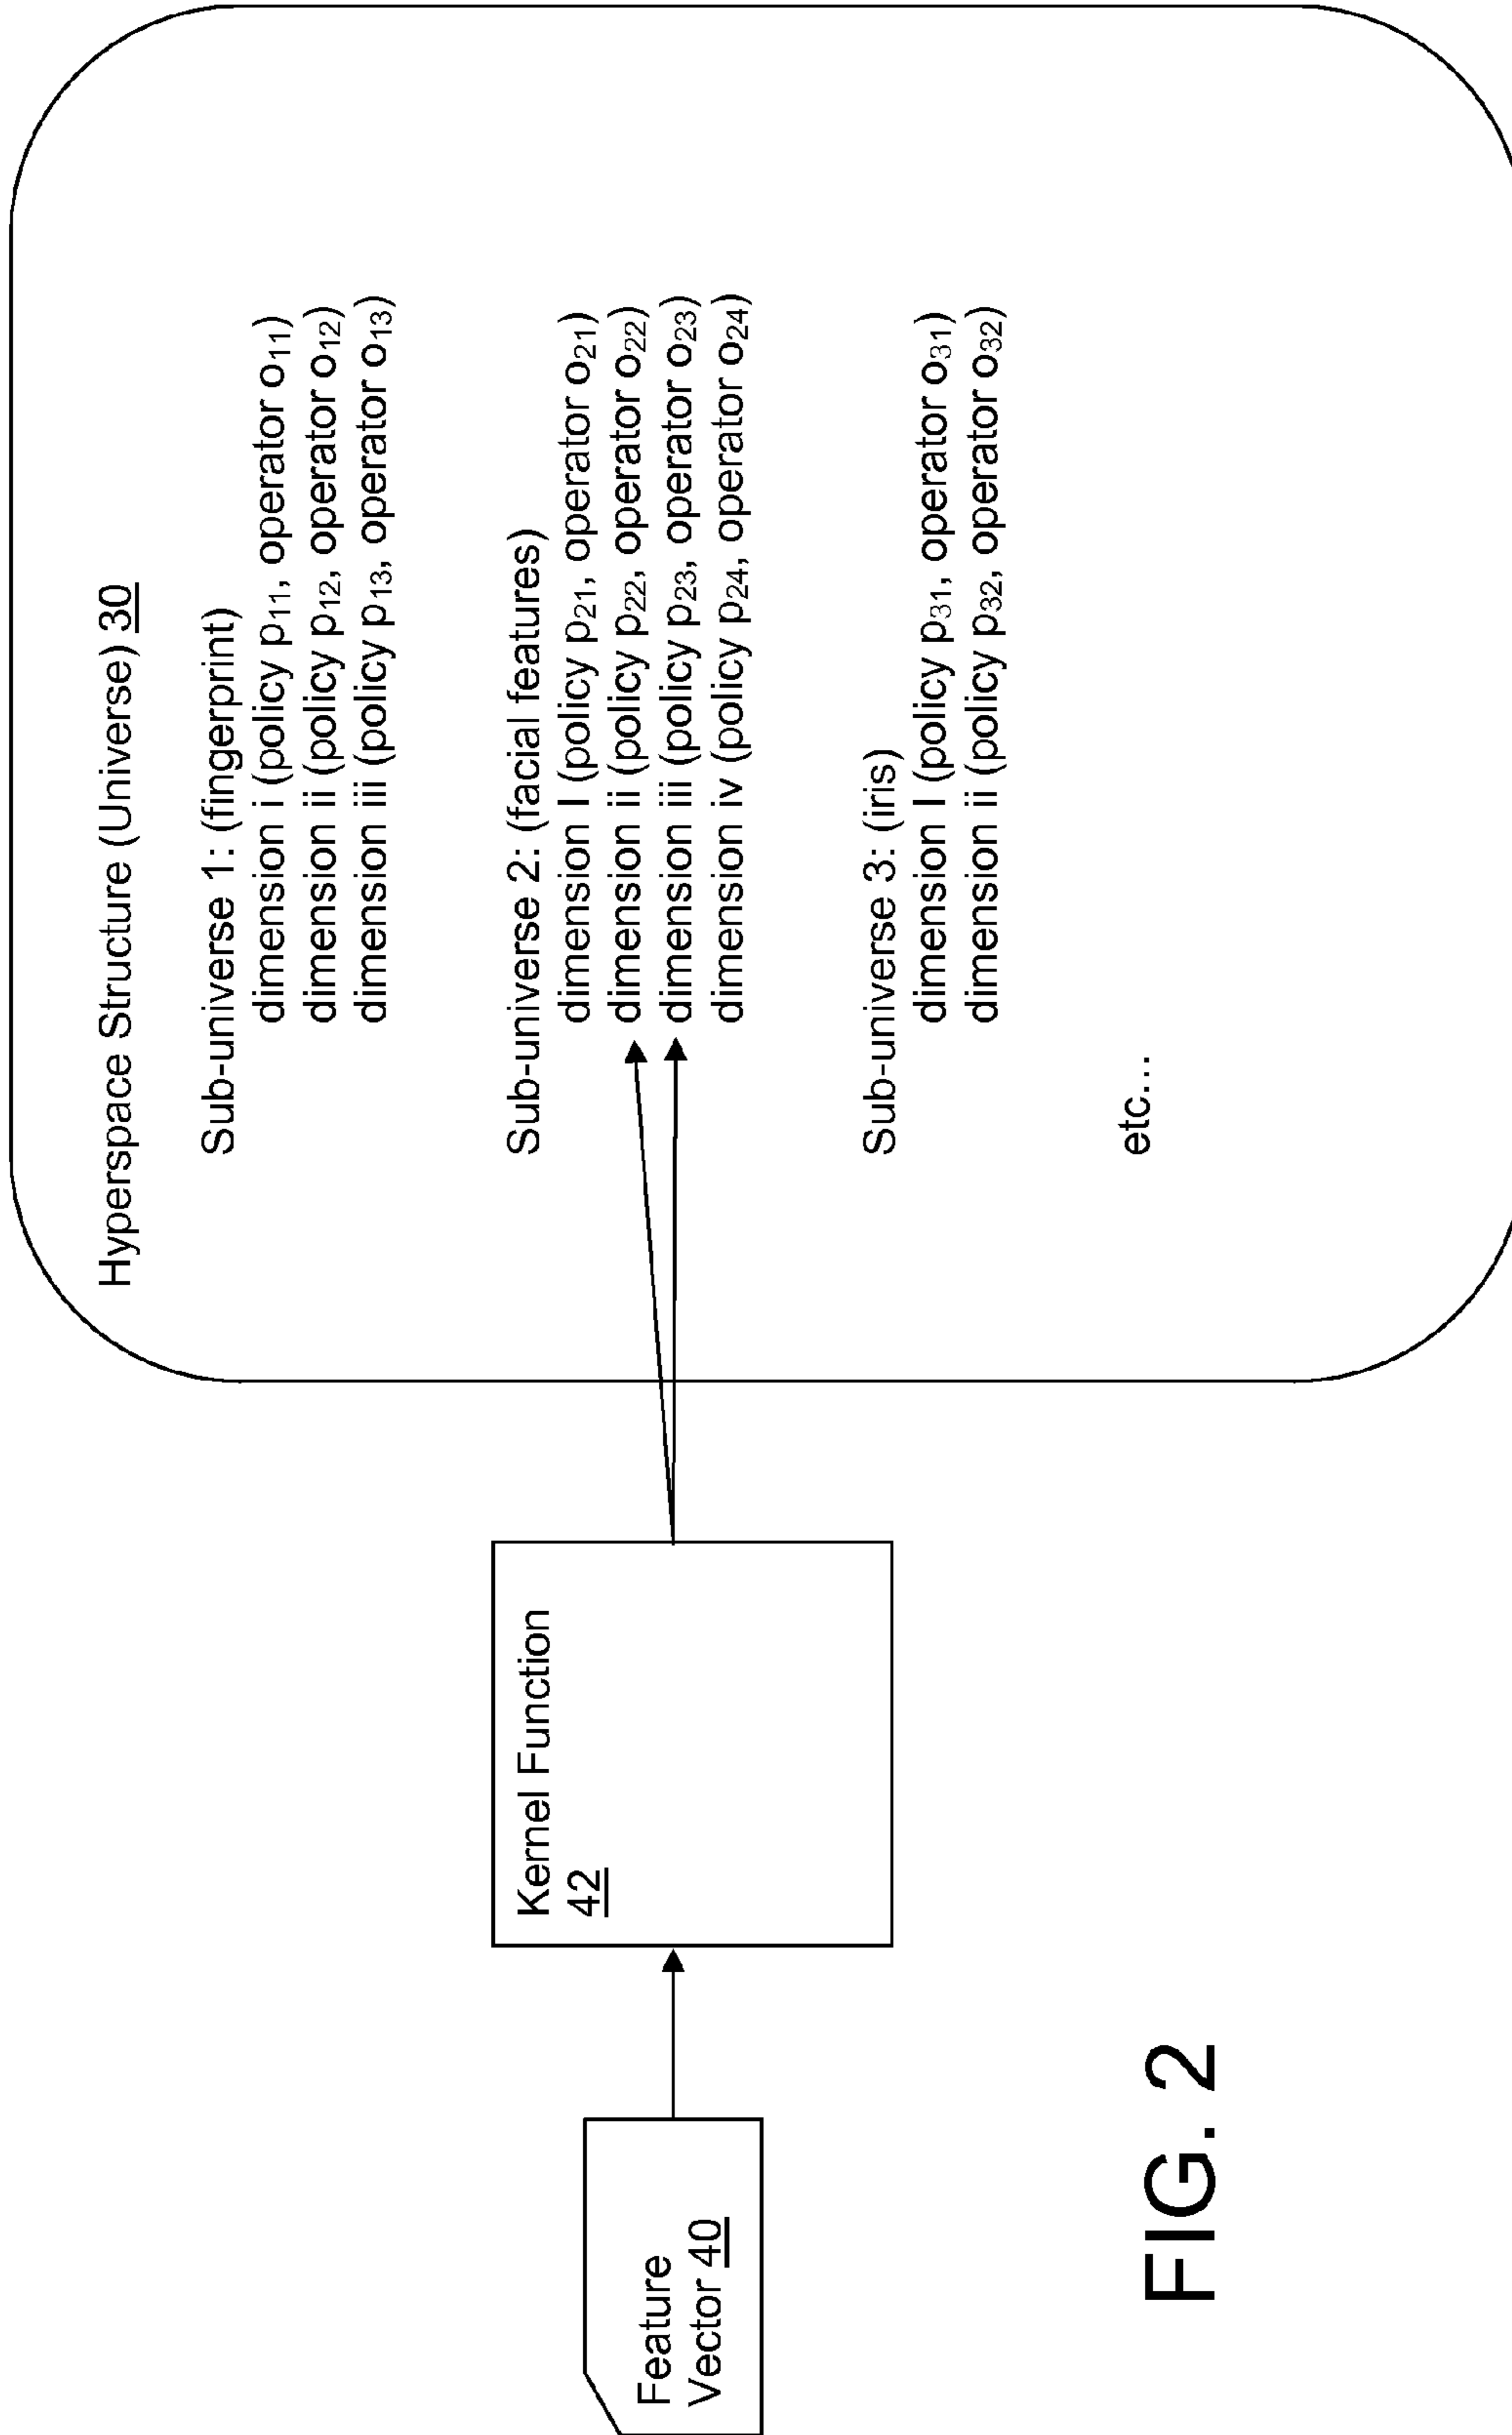 Hyperspace Structure (Universe) 30
Sub-universe 1: (fingerprint)
dimension i (policy p11, operator o11)
dimension ii (policy p12, operator o12)
dimension iii (policy p13, operator o13)
Sub-universe 2: (facial features)
dimension I (policy p21, operator o21)
dimension ii (policy p22, operator o22)
dimension iii (policy p23, operator o23)
dimension iv (policy p24, operator o24)
Sub-universe 3: (iris)
dimension I (policy p31, operator o31)
dimension ii (policy p32, operator o32)
etc...
Kernel Function
42
Feature
Vector 40
FIG. 2